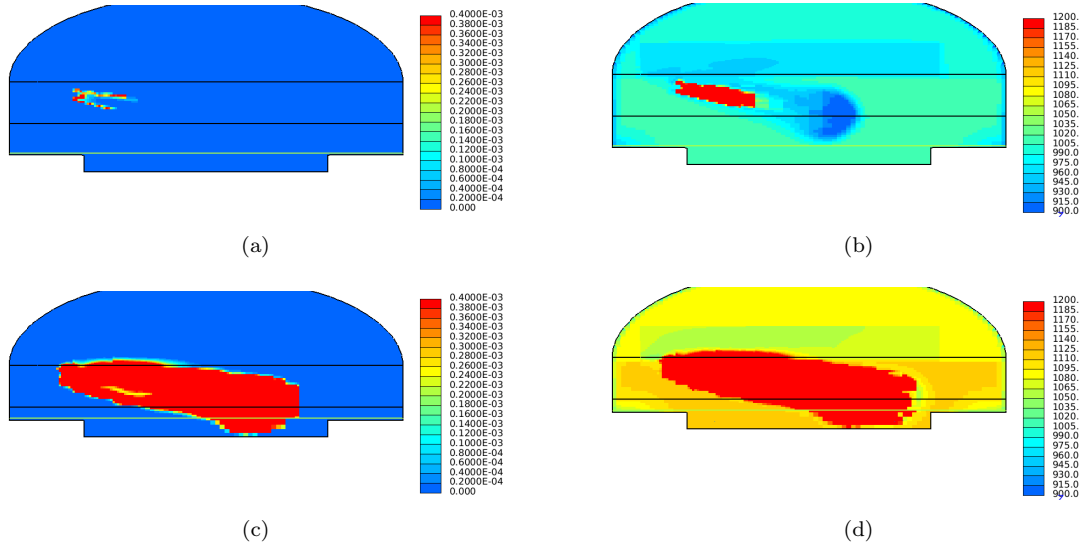 0.4000E-03
0.3800E-03
0.3600E-03
0.3400E-03
0.3200E-03
0.3000E-03
0.2800E-03
0.2600E-03
0.2400E-03
0.2200E-03
0.2000E-03
0.1800E-03
0.1600E-03
0.1400E-03
0.1200E-03
0.1000E-03
0.8000E-04
0.6000E-04
0.4000E-04
0.2000E-04
0.000
(a)
1200.
1185.
1170.
1155.
1140.
1125.
1110.
1095.
1080.
1065.
1050.
1035.
1020.
1005.
990.0
975.0
960.0
945.0
930.0
915.0
900.0
(b)
0.4000E-03
0.3800E-03
0.3600E-03
0.3400E-03
0.3200E-03
0.3000E-03
0.2800E-03
0.2600E-03
0.2400E-03
0.2200E-03
0.2000E-03
0.1800E-03
0.1600E-03
0.1400E-03
0.1200E-03
0.1000E-03
0.8000E-04
0.6000E-04
0.4000E-04
0.2000E-04
0.000
(c)
1200.
1185.
1170.
1155.
1140.
1125.
1110.
1095.
1080.
1065.
1050.
1035.
1020.
1005.
990.0
975.0
960.0
945.0
930.0
915.0
900.0
(d)